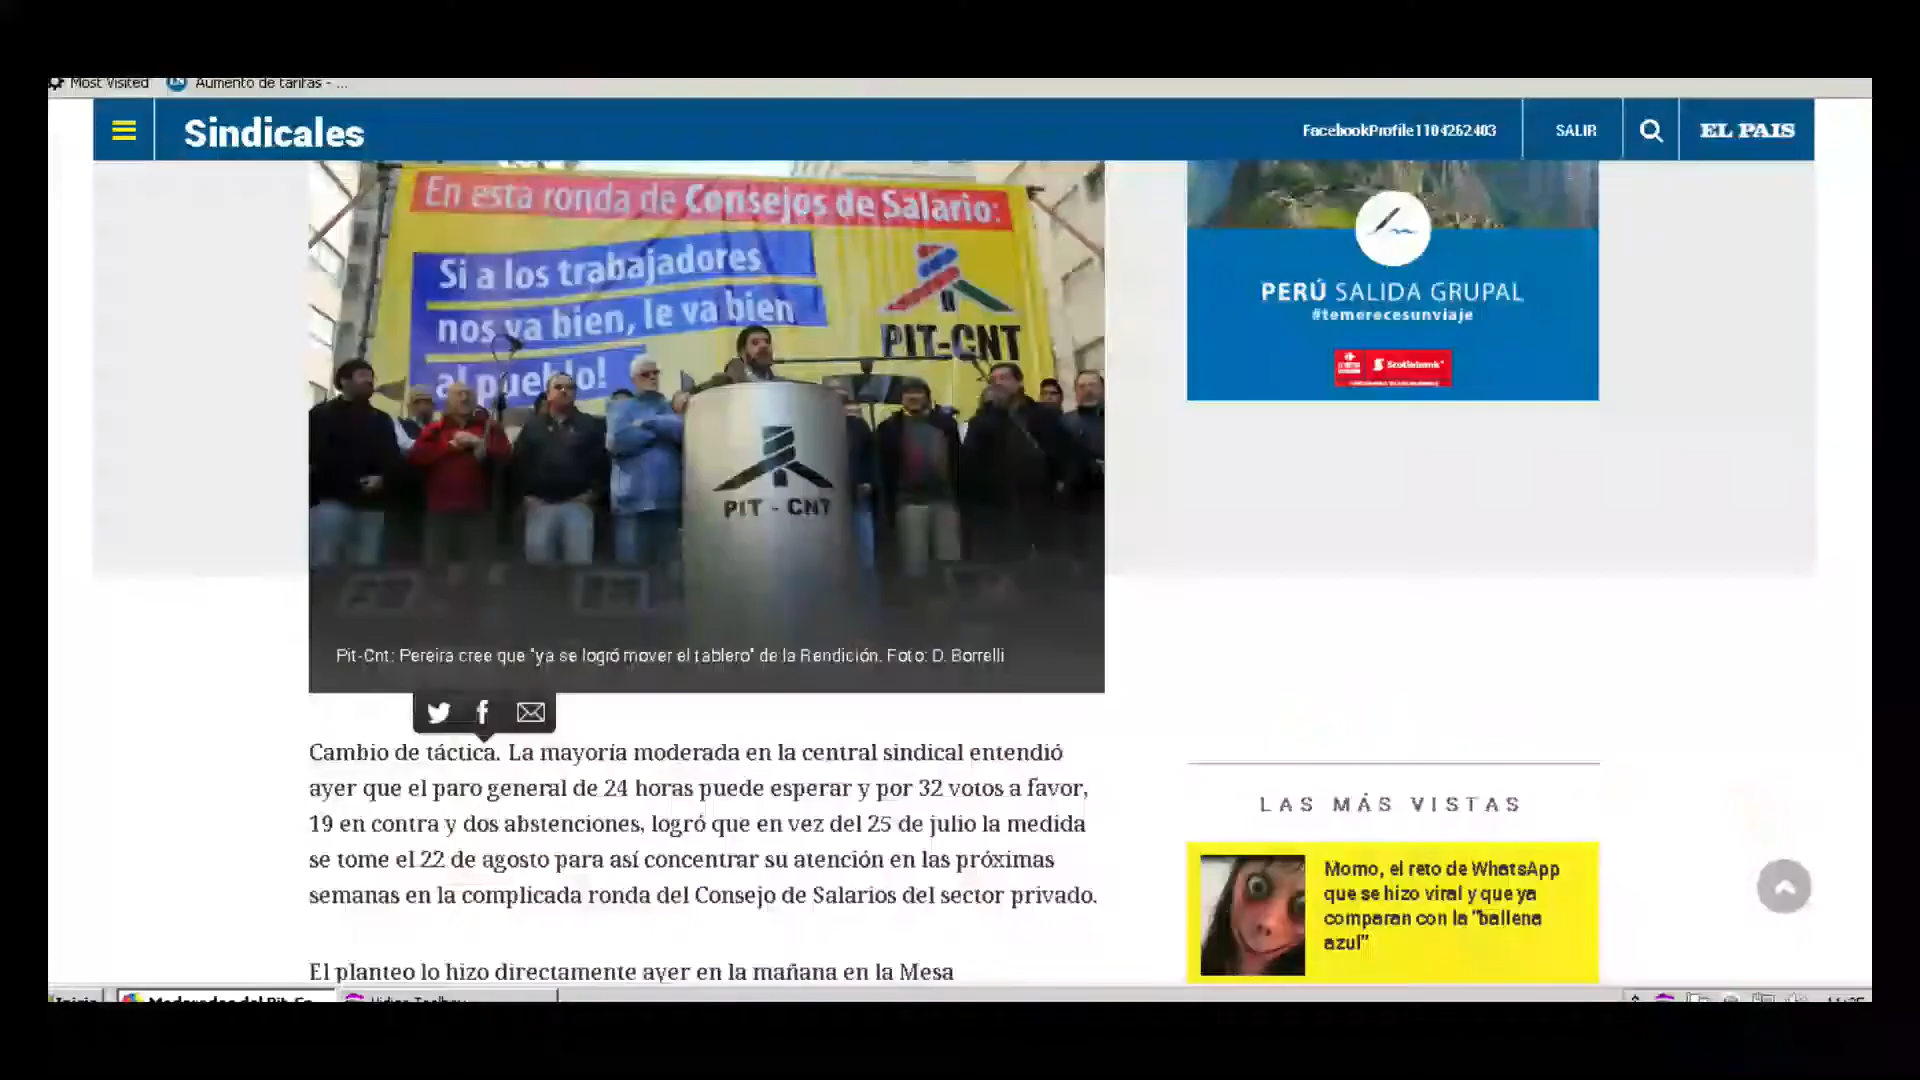 Most Visited
Aumento de tarifas - ...
Sindicales
FacebookProfile1104262403
SALIR
EL PAIS
En esta ronda de Consejos de Salario:
Si a los trabajadores
nos va bien, le va bien
al pueblo!
PIT-CNT
PIT - CNT
Pit-Cnt: Pereira cree que "ya se logró mover el tablero" de la Rendición. Foto: D. Borrelli
PERÚ SALIDA GRUPAL
#temerecesunviaje
Scotiabank
Cambio de táctica. La mayoría moderada en la central sindical entendió
ayer que el paro general de 24 horas puede esperar y por 32 votos a favor,
19 en contra y dos abstenciones, logró que en vez del 25 de julio la medida
se tome el 22 de agosto para así concentrar su atención en las próximas
semanas en la complicada ronda del Consejo de Salarios del sector privado.
El planteo lo hizo directamente ayer en la mañana en la Mesa
LAS MÁS VISTAS
Momo, el reto de WhatsApp
que se hizo viral y que ya
comparan con la "ballena
azul"
Inicio